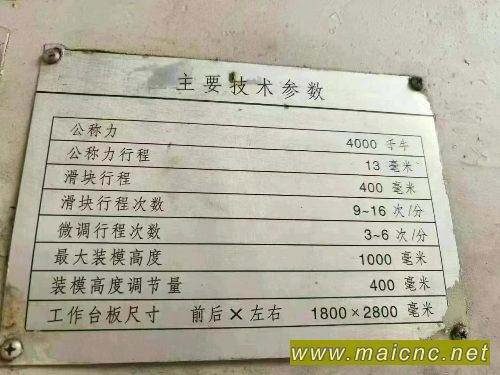 主要技术参数
公称力 4000 千牛
公称力行程 13 毫米
滑块行程 400 毫米
滑块行程次数 9~16 次/分
微调行程次数 3~6 次/分
最大装模高度 1000 毫米
装模高度调节量 400 毫米
工作台板尺寸 前后×左右 1800×2800 毫米
www.maicnc.net